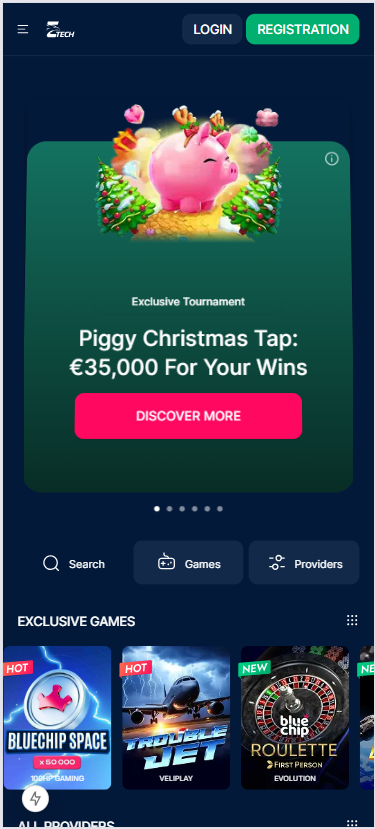 ZTECH
LOGIN
REGISTRATION
Exclusive Tournament
Piggy Christmas Tap:
€35,000 For Your Wins
DISCOVER MORE
Search
Games
Providers
EXCLUSIVE GAMES
HOT
BLUECHIP SPACE
x 50 000
100HP GAMING
HOT
TROUBLE
JET
VELIPLAY
NEW
blue
chip
ROULETTE
FIRST PERSON
EVOLUTION
NE
ALL PROVIDERS